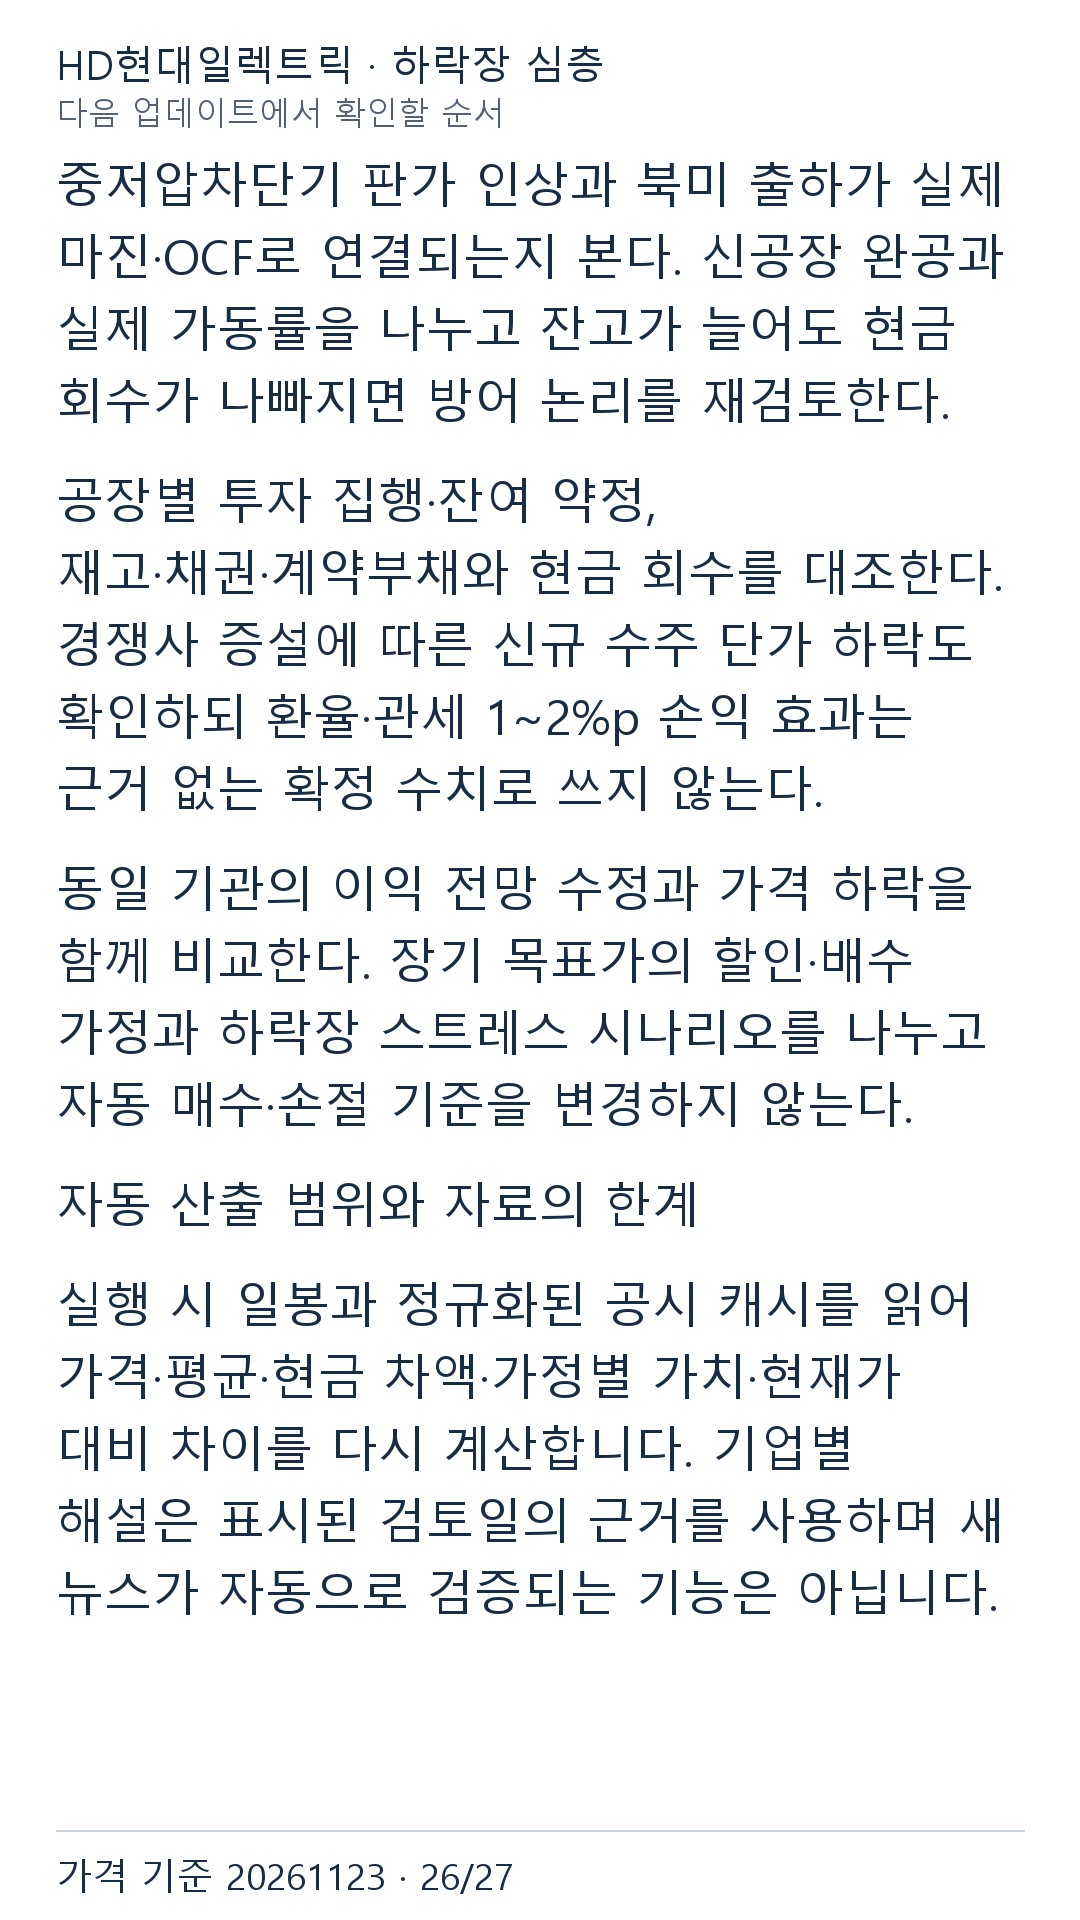 HD현대일렉트릭 · 하락장 심층
다음 업데이트에서 확인할 순서
중저압차단기 판가 인상과 북미 출하가 실제
마진·OCF로 연결되는지 본다. 신공장 완공과
실제 가동률을 나누고 잔고가 늘어도 현금
회수가 나빠지면 방어 논리를 재검토한다.
공장별 투자 집행·잔여 약정,
재고·채권·계약부채와 현금 회수를 대조한다.
경쟁사 증설에 따른 신규 수주 단가 하락도
확인하되 환율·관세 1~2%p 손익 효과는
근거 없는 확정 수치로 쓰지 않는다.
동일 기관의 이익 전망 수정과 가격 하락을
함께 비교한다. 장기 목표가의 할인·배수
가정과 하락장 스트레스 시나리오를 나누고
자동 매수·손절 기준을 변경하지 않는다.
자동 산출 범위와 자료의 한계
실행 시 일봉과 정규화된 공시 캐시를 읽어
가격·평균·현금 차액·가정별 가치·현재가
대비 차이를 다시 계산합니다. 기업별
해설은 표시된 검토일의 근거를 사용하며 새
뉴스가 자동으로 검증되는 기능은 아닙니다.
가격 기준 20261123 · 26/27